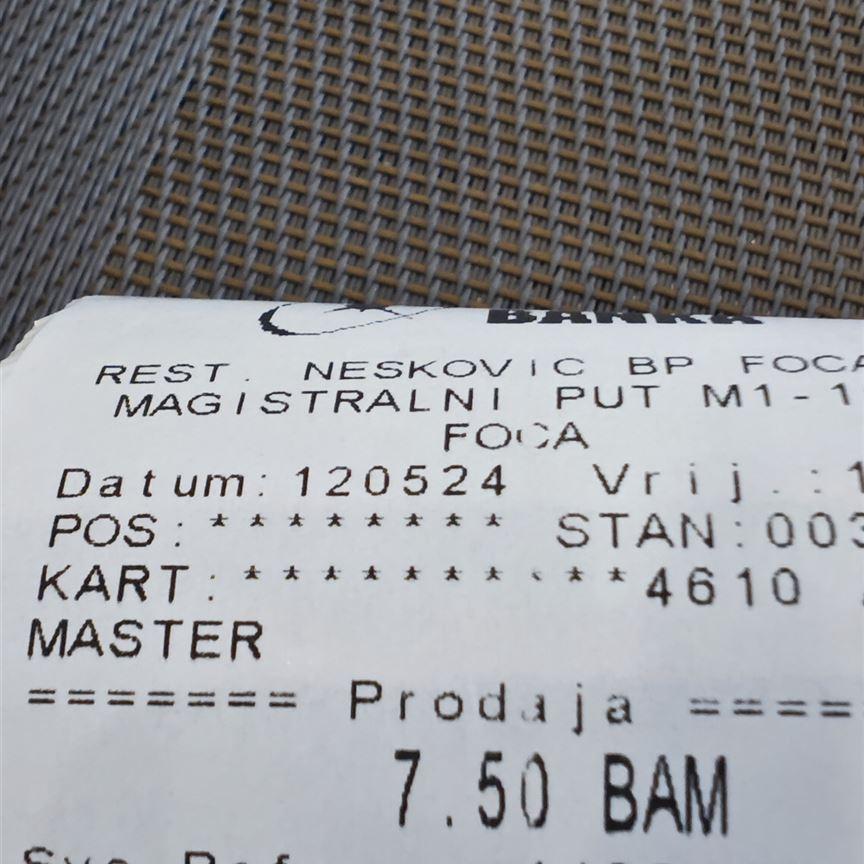 BANKA
REST. NESKOVIC BP FOCA
MAGISTRALNI PUT M1-1
FOCA
Datum:120524 Vrij.:1
POS:******** STAN:003
KART:************4610
MASTER
======= Prodaja ====
7.50 BAM